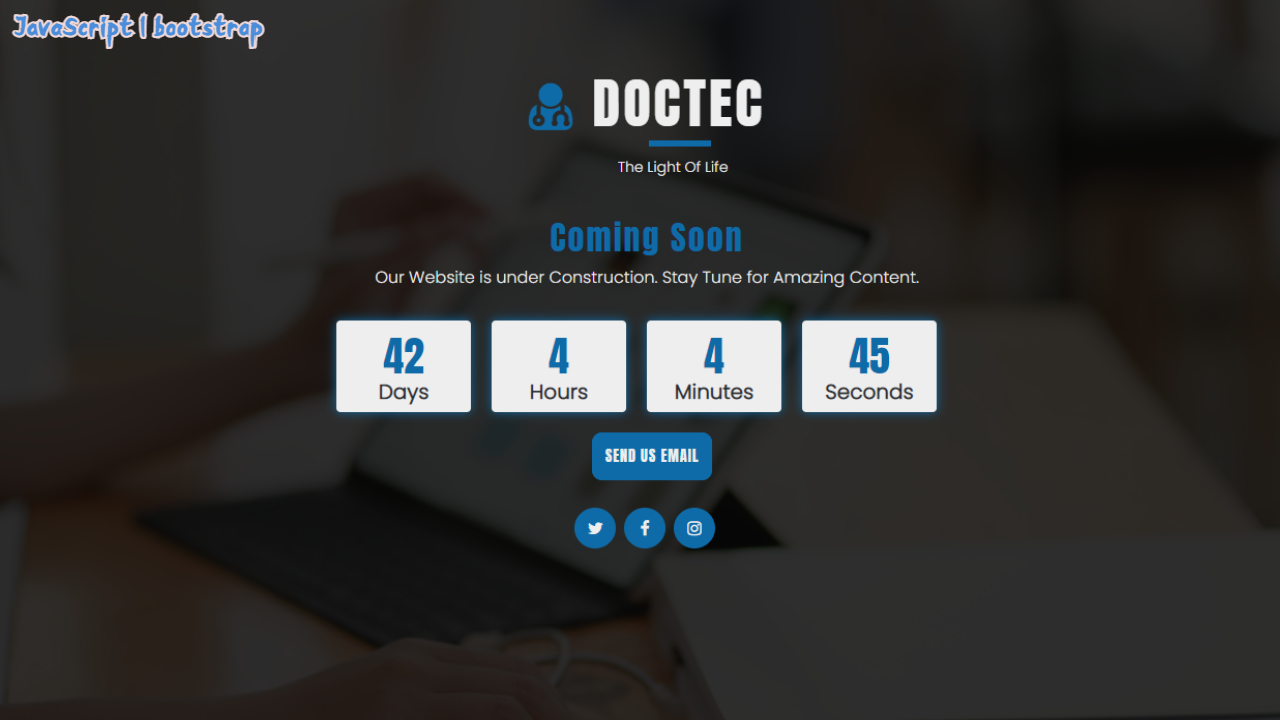 JavaScript | bootstrap
DOCTEC
The Light Of Life
Coming Soon
Our Website is under Construction. Stay Tune for Amazing Content.
42 4 4 45
Days Hours Minutes Seconds
SEND US EMAIL